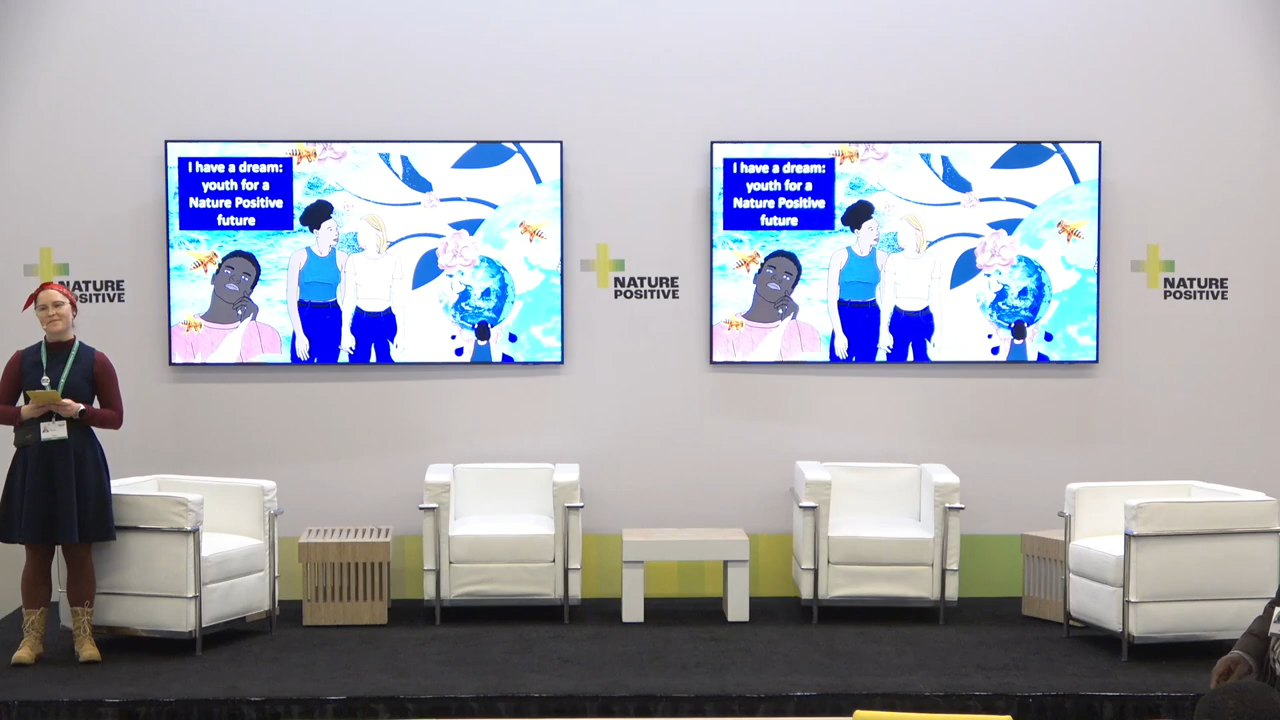 I have a dream:
youth for a
Nature Positive
future
I have a dream:
youth for a
Nature Positive
future
NATURE
POSITIVE
NATURE
POSITIVE
NATURE
POSITIVE